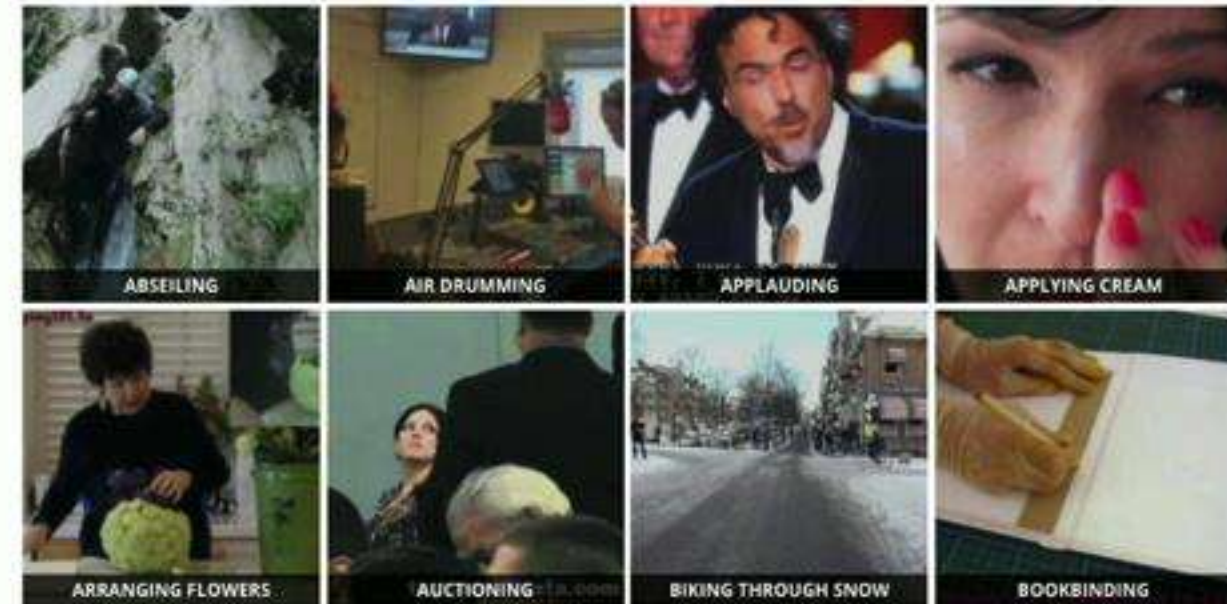 ABSEILING
AIR DRUMMING
APPLAUDING
APPLYING CREAM
ARRANGING FLOWERS
AUCTIONING
BIKING THROUGH SNOW
BOOKBINDING